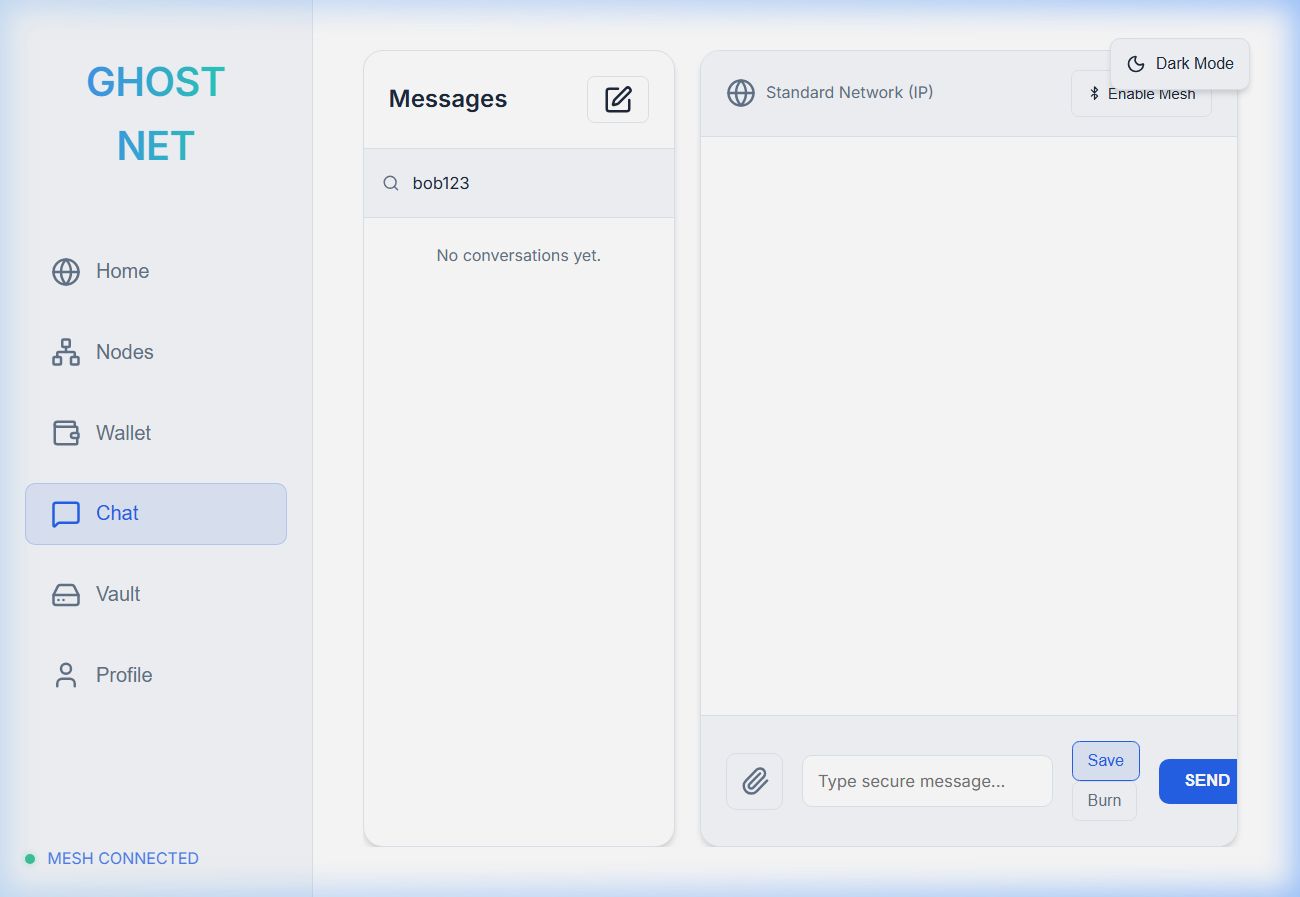 GHOST
NET
Home
Nodes
Wallet
Chat
Vault
Profile
MESH CONNECTED
Messages
bob123
No conversations yet.
Standard Network (IP)
Dark Mode
Enable Mesh
Type secure message...
Save
Burn
SEND